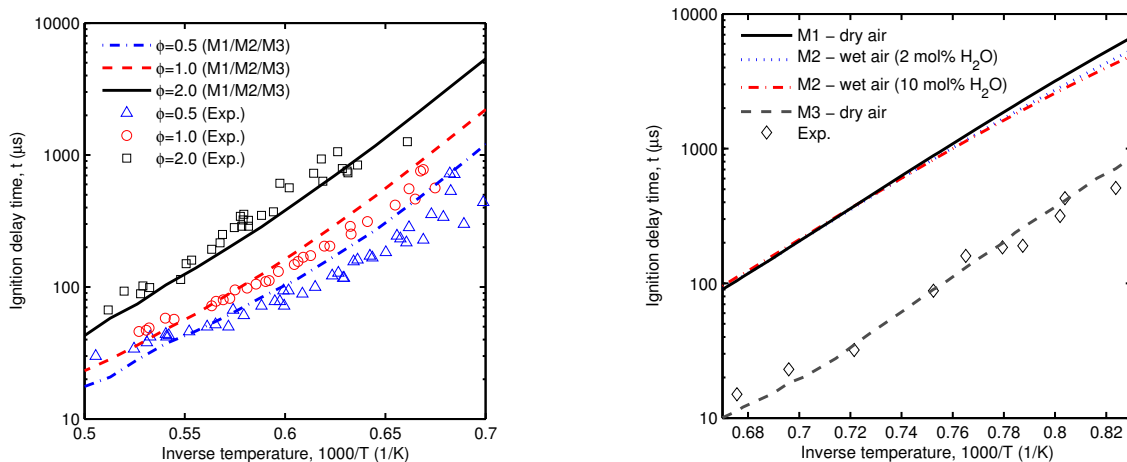 10000
1000
100
10
Ignition delay time, t (µs)
ϕ=0.5 (M1/M2/M3)
ϕ=1.0 (M1/M2/M3)
ϕ=2.0 (M1/M2/M3)
ϕ=0.5 (Exp.)
ϕ=1.0 (Exp.)
ϕ=2.0 (Exp.)
0.5 0.55 0.6 0.65 0.7
Inverse temperature, 1000/T (1/K)
10000
1000
100
10
Ignition delay time, t (µs)
M1 − dry air
M2 − wet air (2 mol% H₂O)
M2 − wet air (10 mol% H₂O)
M3 − dry air
Exp.
0.68 0.7 0.72 0.74 0.76 0.78 0.8 0.82
Inverse temperature, 1000/T (1/K)